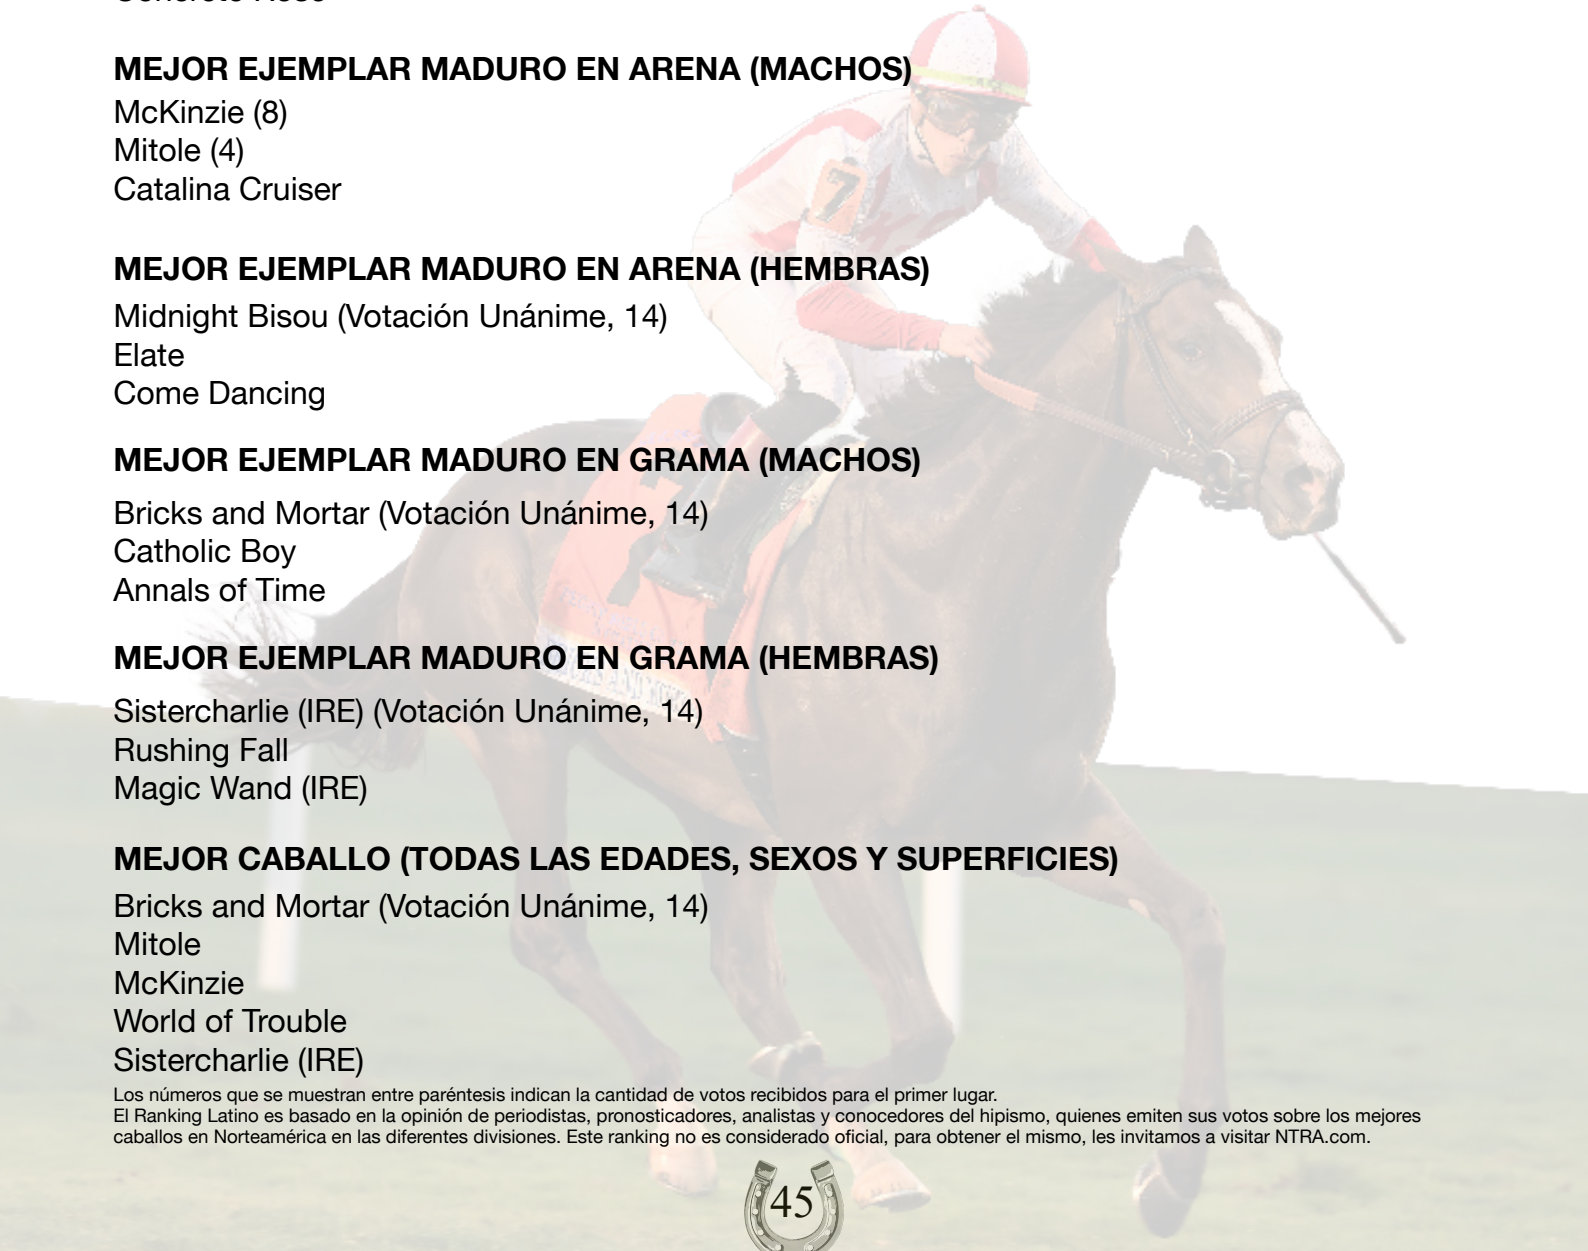 MEJOR EJEMPLAR MADURO EN ARENA (MACHOS)
McKinzie (8)
Mitole (4)
Catalina Cruiser
MEJOR EJEMPLAR MADURO EN ARENA (HEMBRAS)
Midnight Bisou (Votación Unánime, 14)
Elate
Come Dancing
MEJOR EJEMPLAR MADURO EN GRAMA (MACHOS)
Bricks and Mortar (Votación Unánime, 14)
Catholic Boy
Annals of Time
MEJOR EJEMPLAR MADURO EN GRAMA (HEMBRAS)
Sistercharlie (IRE) (Votación Unánime, 14)
Rushing Fall
Magic Wand (IRE)
MEJOR CABALLO (TODAS LAS EDADES, SEXOS Y SUPERFICIES)
Bricks and Mortar (Votación Unánime, 14)
Mitole
McKinzie
World of Trouble
Sistercharlie (IRE)
Los números que se muestran entre paréntesis indican la cantidad de votos recibidos para el primer lugar.
El Ranking Latino es basado en la opinión de periodistas, pronosticadores, analistas y conocedores del hipismo, quienes emiten sus votos sobre los mejores
caballos en Norteamérica en las diferentes divisiones. Este ranking no es considerado oficial, para obtener el mismo, les invitamos a visitar NTRA.com.
7
45